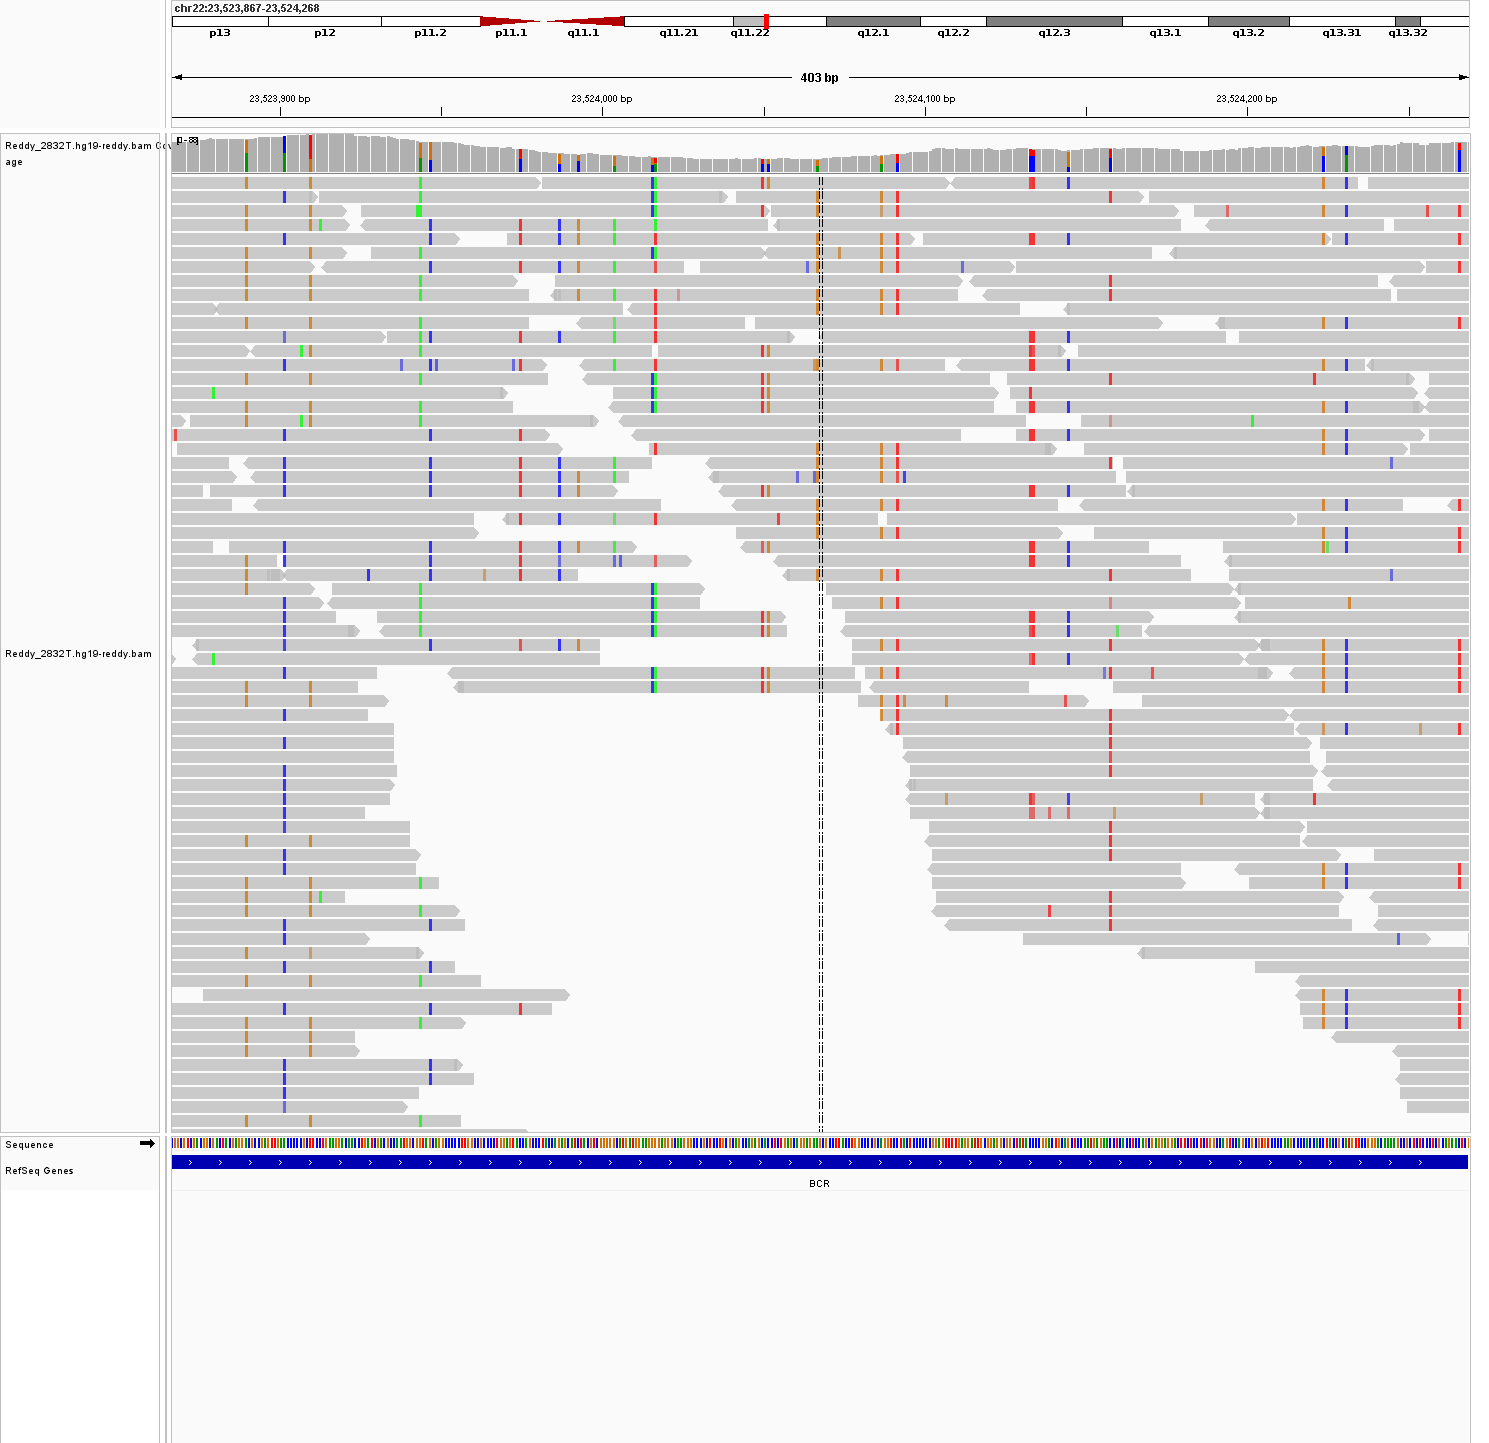 chr22:23,523,867-23,524,268
p13 p12 p11.2 p11.1 q11.1 q11.21 q11.22 q12.1 q12.2 q12.3 q13.1 q13.2 q13.31 q13.32
403 bp
23,523,900 bp 23,524,000 bp 23,524,100 bp 23,524,200 bp
Reddy_2832T.hg19-reddy.bam Cov
age
Reddy_2832T.hg19-reddy.bam
Sequence
RefSeq Genes
BCR